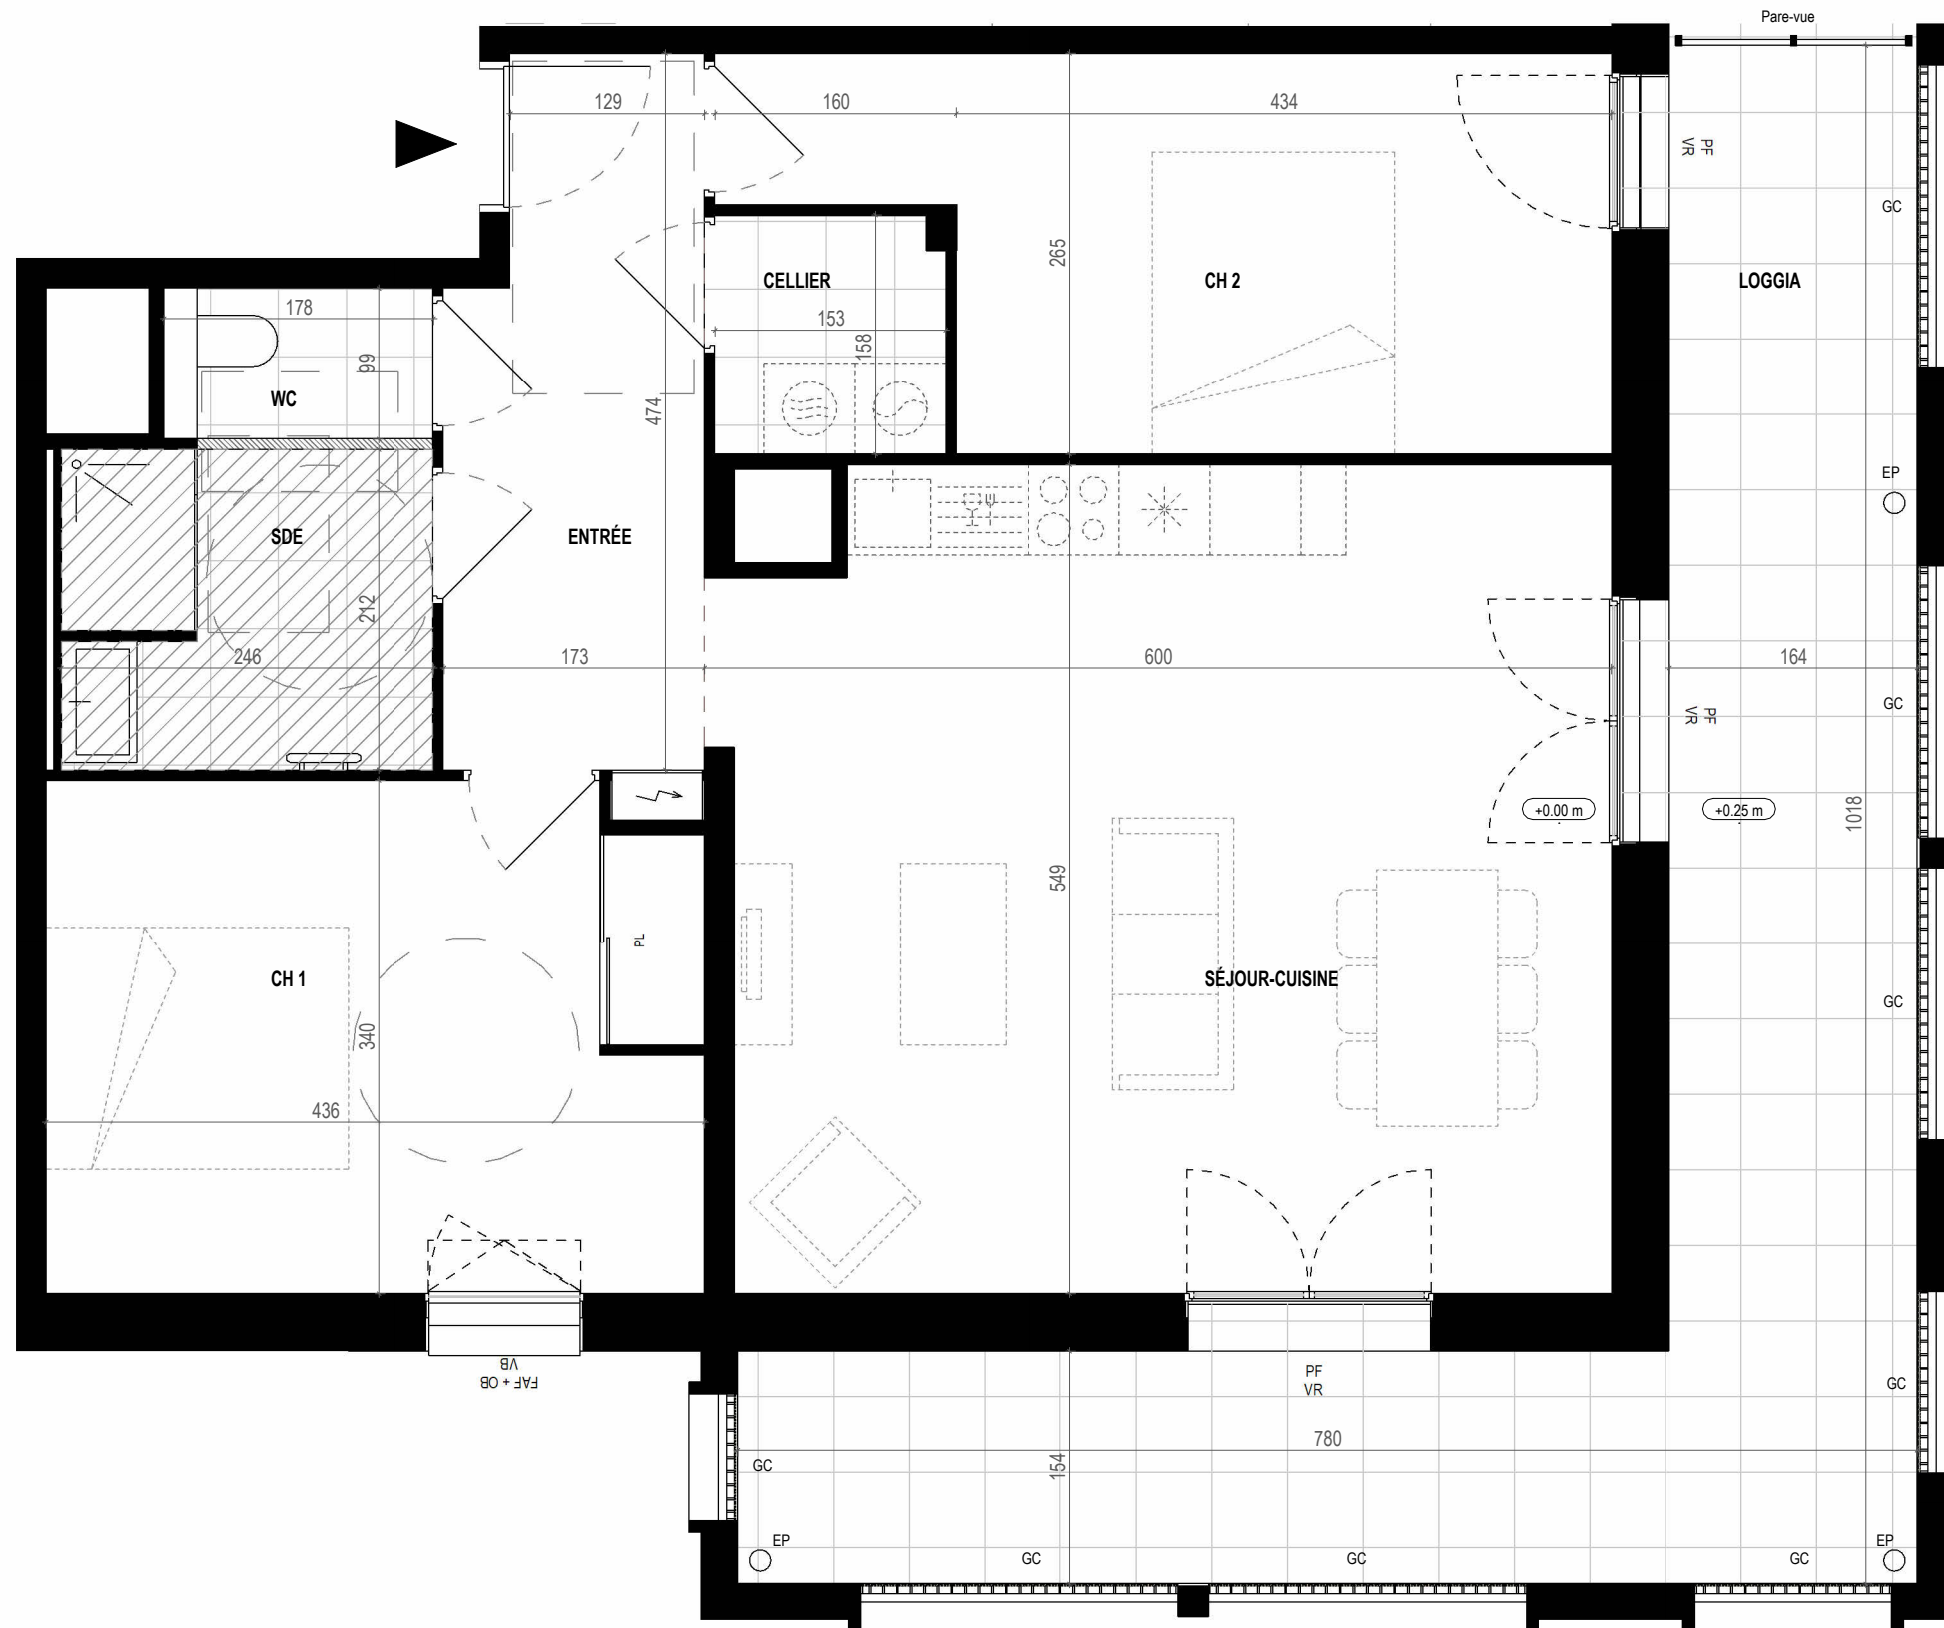 Pare-vue
129
160
434
PF
VR
GC
265
CELLIER
CH 2
LOGGIA
178
153
158
99
WC
474
EP
SDE
ENTRÉE
212
246
173
600
164
GC
PF
VR
+0.00 m
+0.25 m
1018
549
PL
CH 1
SÉJOUR-CUISINE
GC
340
436
FAF + OB
VB
PF
VR
GC
780
GC
154
EP
GC
GC
GC
EP